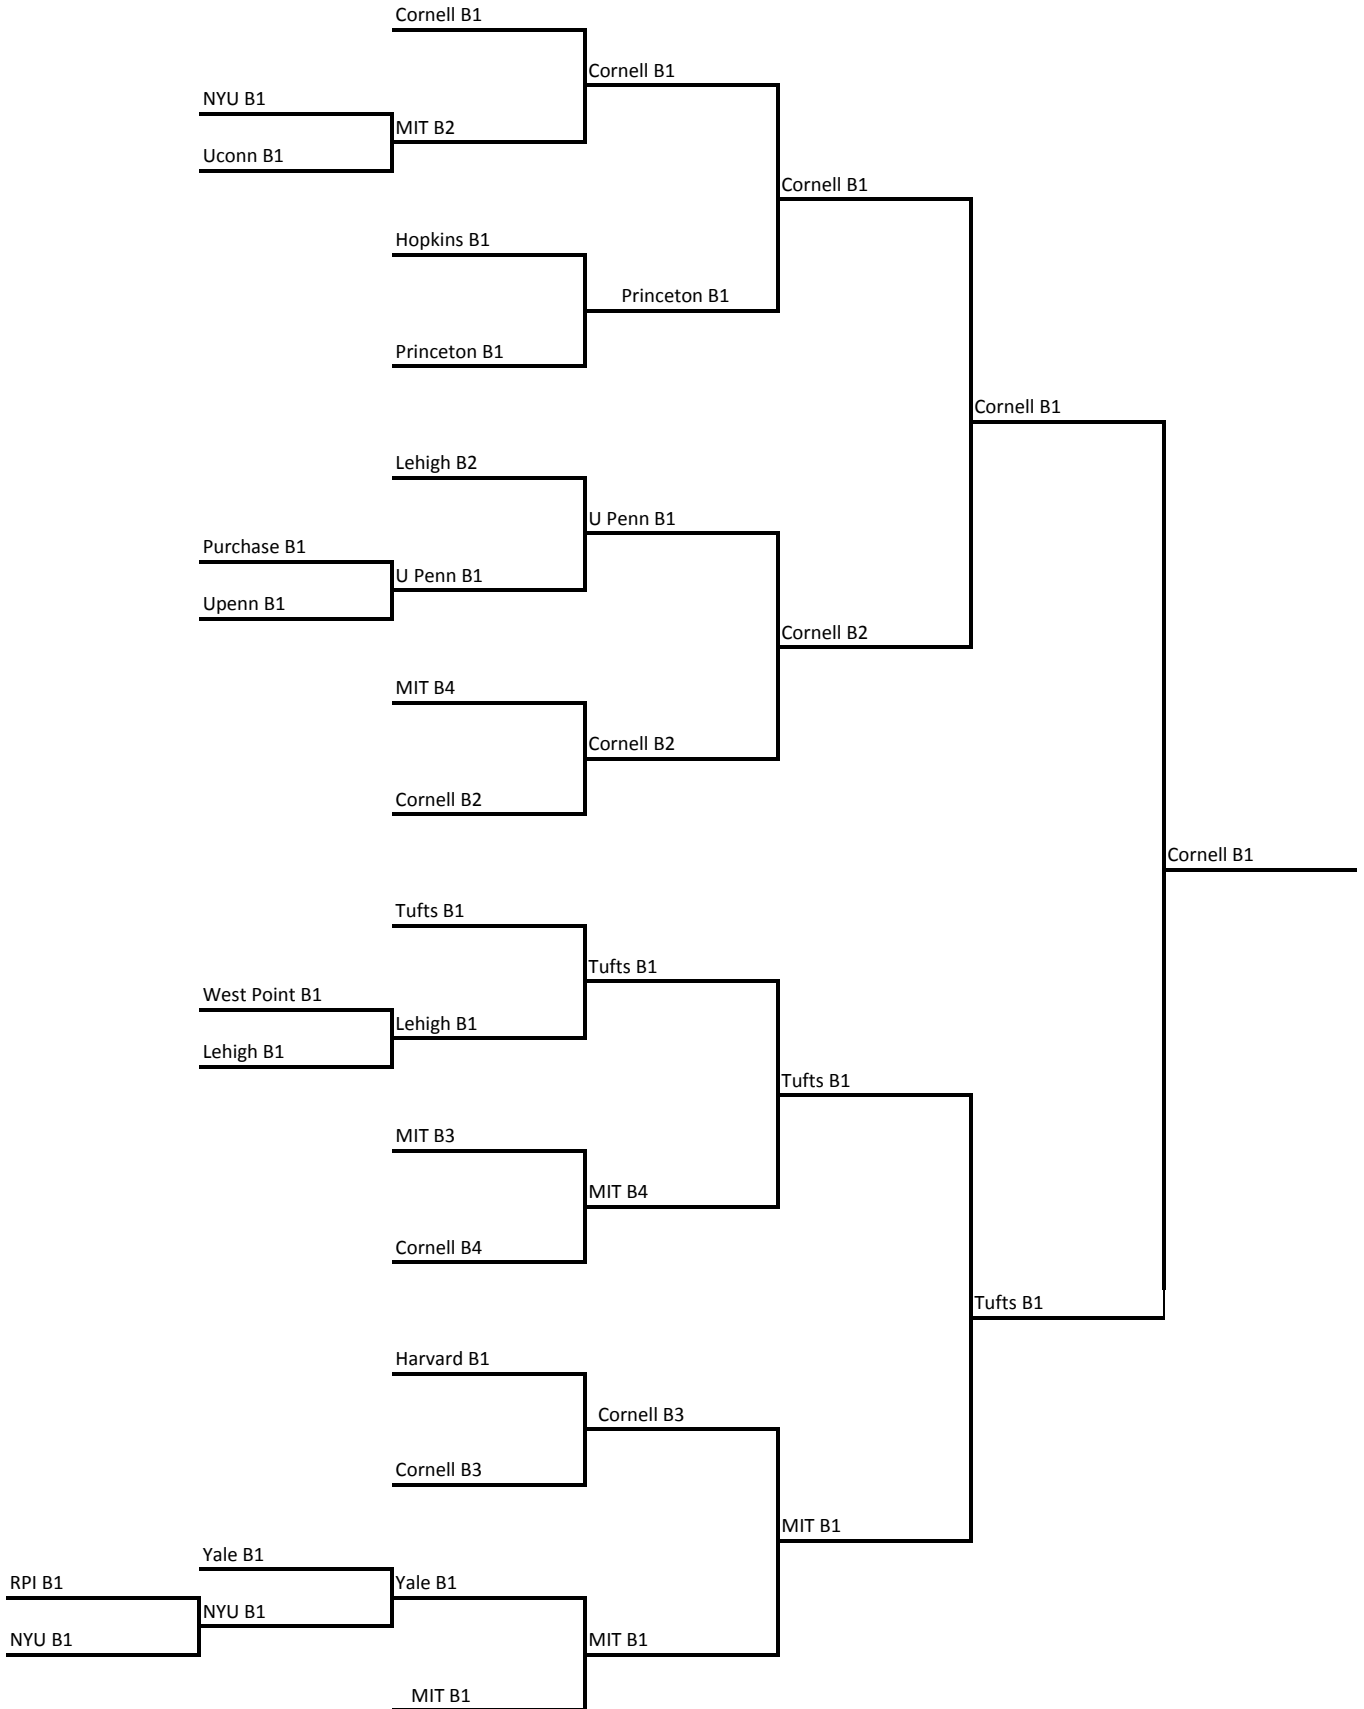 Cornell B1
Cornell B1
NYU B1
MIT B2
Uconn B1
Cornell B1
Hopkins B1
Princeton B1
Princeton B1
Cornell B1
Lehigh B2
U Penn B1
Purchase B1
U Penn B1
Upenn B1
Cornell B2
MIT B4
Cornell B2
Cornell B2
Cornell B1
Tufts B1
Tufts B1
West Point B1
Lehigh B1
Lehigh B1
Tufts B1
MIT B3
MIT B4
Cornell B4
Tufts B1
Harvard B1
Cornell B3
Cornell B3
MIT B1
Yale B1
RPI B1
Yale B1
NYU B1
NYU B1
MIT B1
MIT B1